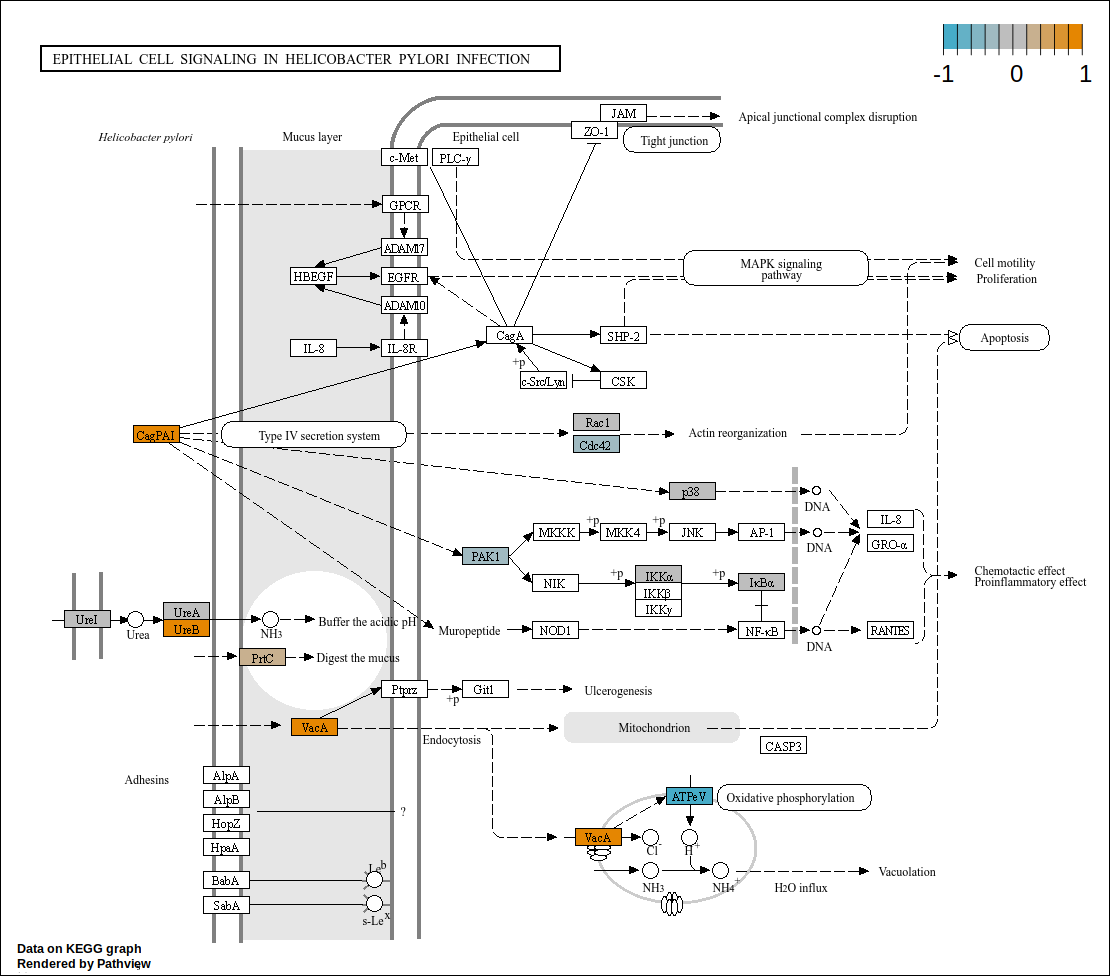 EPITHELIAL CELL SIGNALING IN HELICOBACTER PYLORI INFECTION
-1 0 1
Helicobacter pylori
Mucus layer
Epithelial cell
JAM
Apical junctional complex disruption
ZO-1
Tight junction
c-Met
PLC-γ
GPCR
ADAM17
HBEGF
EGFR
MAPK signaling
pathway
Cell motility
Proliferation
ADAM10
CagA
SHP-2
Apoptosis
IL-8
IL-8R
+p
c-Src/Lyn
CSK
CagPAI
Type IV secretion system
Rac1
Cdc42
Actin reorganization
p38
DNA
IL-8
+p
+p
MKKK
MKK4
JNK
AP-1
DNA
GRO-α
PAK1
NIK
+p
IKKα
IKKβ
IKKγ
+p
IκBα
Chemotactic effect
Proinflammatory effect
UreI
Urea
UreA
UreB
NH3
Buffer the acidic pH
Muropeptide
NOD1
NF-κB
DNA
RANTES
PrtC
Digest the mucus
Ptprz
+p
Git1
Ulcerogenesis
VacA
Endocytosis
Mitochondrion
CASP3
Adhesins
AlpA
AlpB
HopZ
HpaA
BabA
SabA
?
Le b
s-Le x
ATPeV
Oxidative phosphorylation
VacA
Cl-
H+
NH3
NH4+
H2O influx
Vacuolation
Data on KEGG graph
Rendered by Pathview